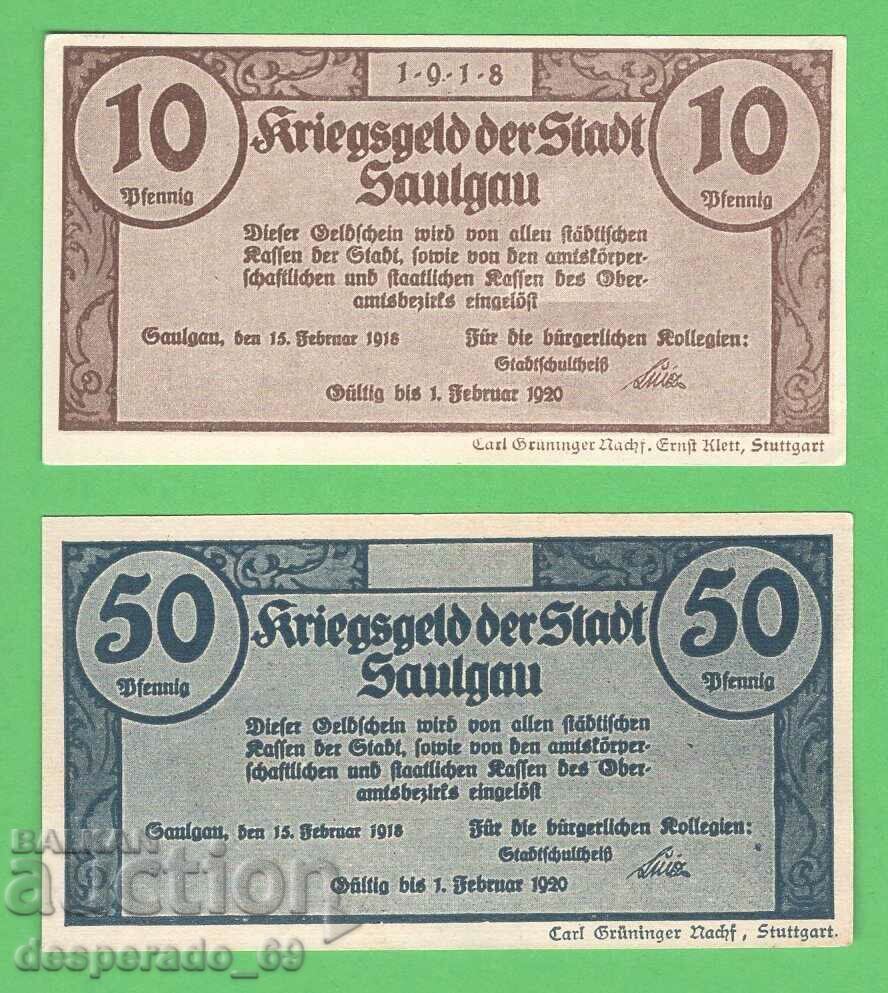 1-9-1-8
10
Pfennig
10
Pfennig
Kriegsgeld der Stadt
Saulgau
Dieser Geldschein wird von allen städtischen
Kassen der Stadt, sowie von den amtskörper-
schaftlichen und staatlichen Kassen des Ober-
amtsbezirks eingelöst
Saulgau, den 15. Februar 1918 Für die bürgerlichen Kollegien:
Stadtschultheiß
Gültig bis 1. Februar 1920
Carl Grüninger Nachf. Ernst Klett, Stuttgart
50
Pfennig
50
Pfennig
Kriegsgeld der Stadt
Saulgau
Dieser Geldschein wird von allen städtischen
Kassen der Stadt, sowie von den amtskörper-
schaftlichen und staatlichen Kassen des Ober-
amtsbezirks eingelöst
Saulgau, den 15. Februar 1918 Für die bürgerlichen Kollegien:
Stadtschultheiß
Gültig bis 1. Februar 1920
Carl Grüninger Nachf, Stuttgart.
BALKAN
auction
desperado_69